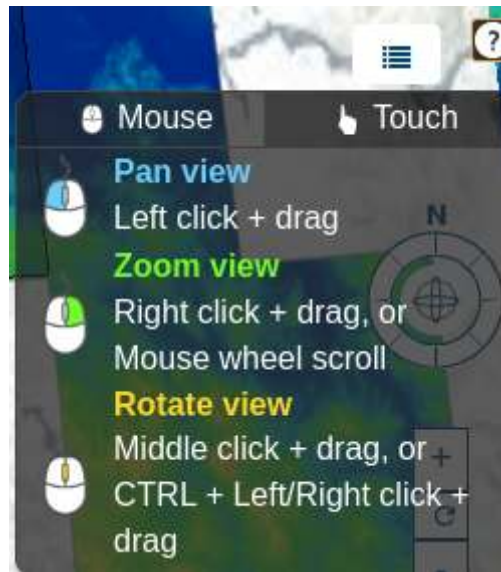 ?
Mouse Touch
Pan view
Left click + drag
N
Zoom view
Right click + drag, or
Mouse wheel scroll
Rotate view
Middle click + drag, or
+
CTRL + Left/Right click +
drag